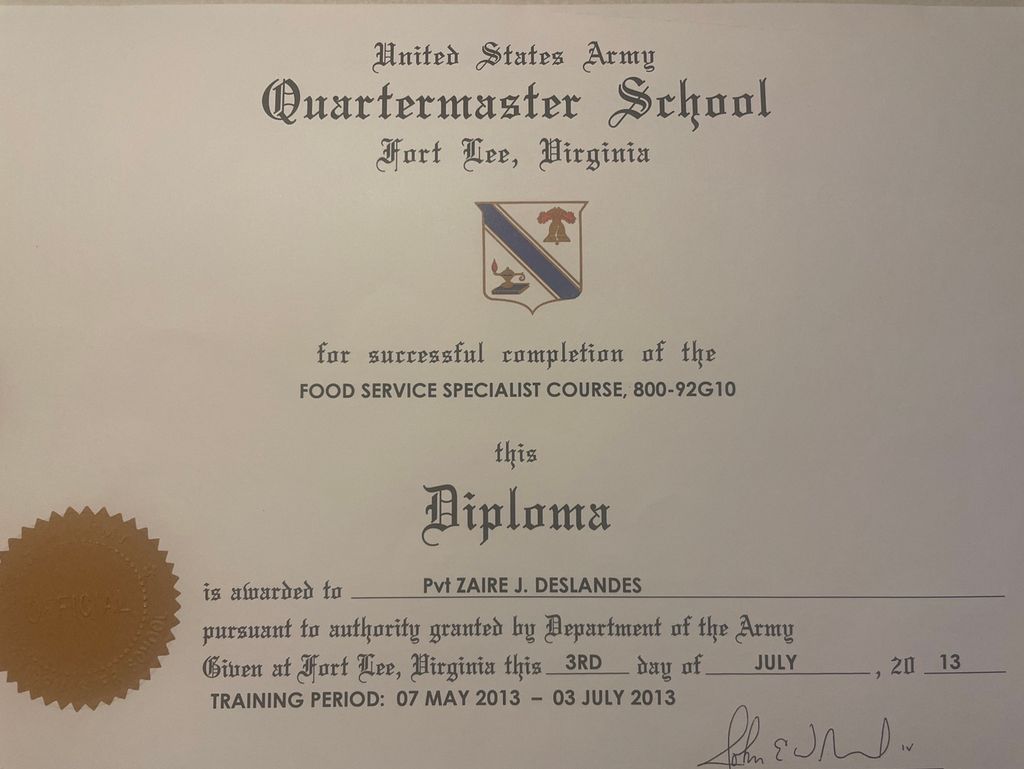 United States Army
Quartermaster School
Fort Lee, Virginia
for successful completion of the
FOOD SERVICE SPECIALIST COURSE, 800-92G10
this
Diploma
is awarded to Pvt ZAIRE J. DESLANDES
pursuant to authority granted by Department of the Army
Given at Fort Lee, Virginia this 3RD day of JULY, 20 13
TRAINING PERIOD: 07 MAY 2013 – 03 JULY 2013
OFFICIAL
SCHOOL